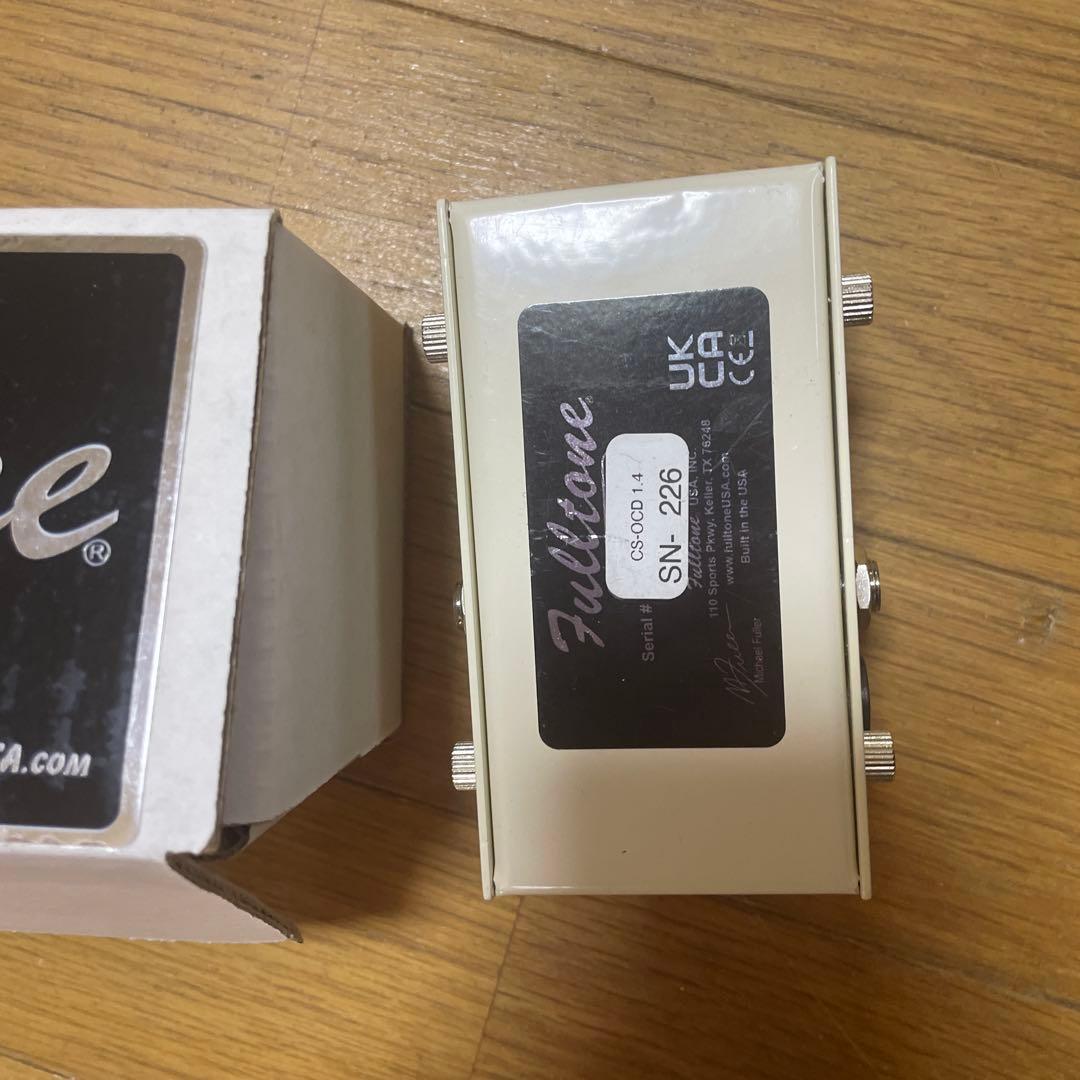 e®
SA.COM
Fulltone®
Serial #
CS-OCD 1.4
SN- 226
Fulltone USA, INC.
110 Sports Pkwy. Keller, TX 76248
www.fulltoneUSA.com
Built in the USA
Michael Fuller
UK
CA
CE